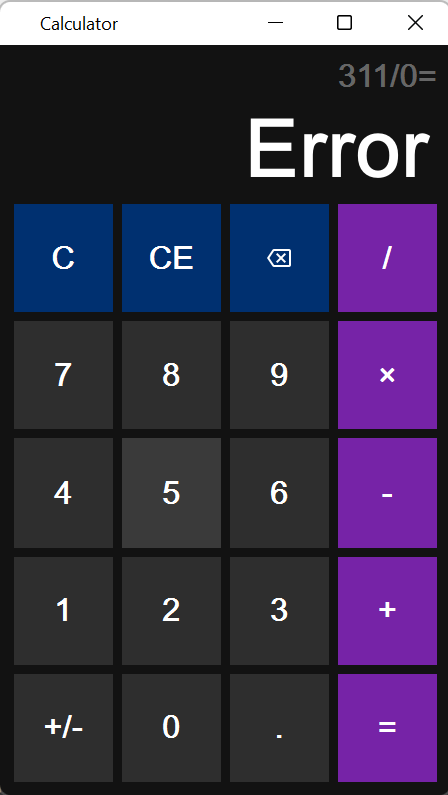 Calculator
311/0=
Error
C CE /
7 8 9 ×
4 5 6 -
1 2 3 +
+/- 0 . =